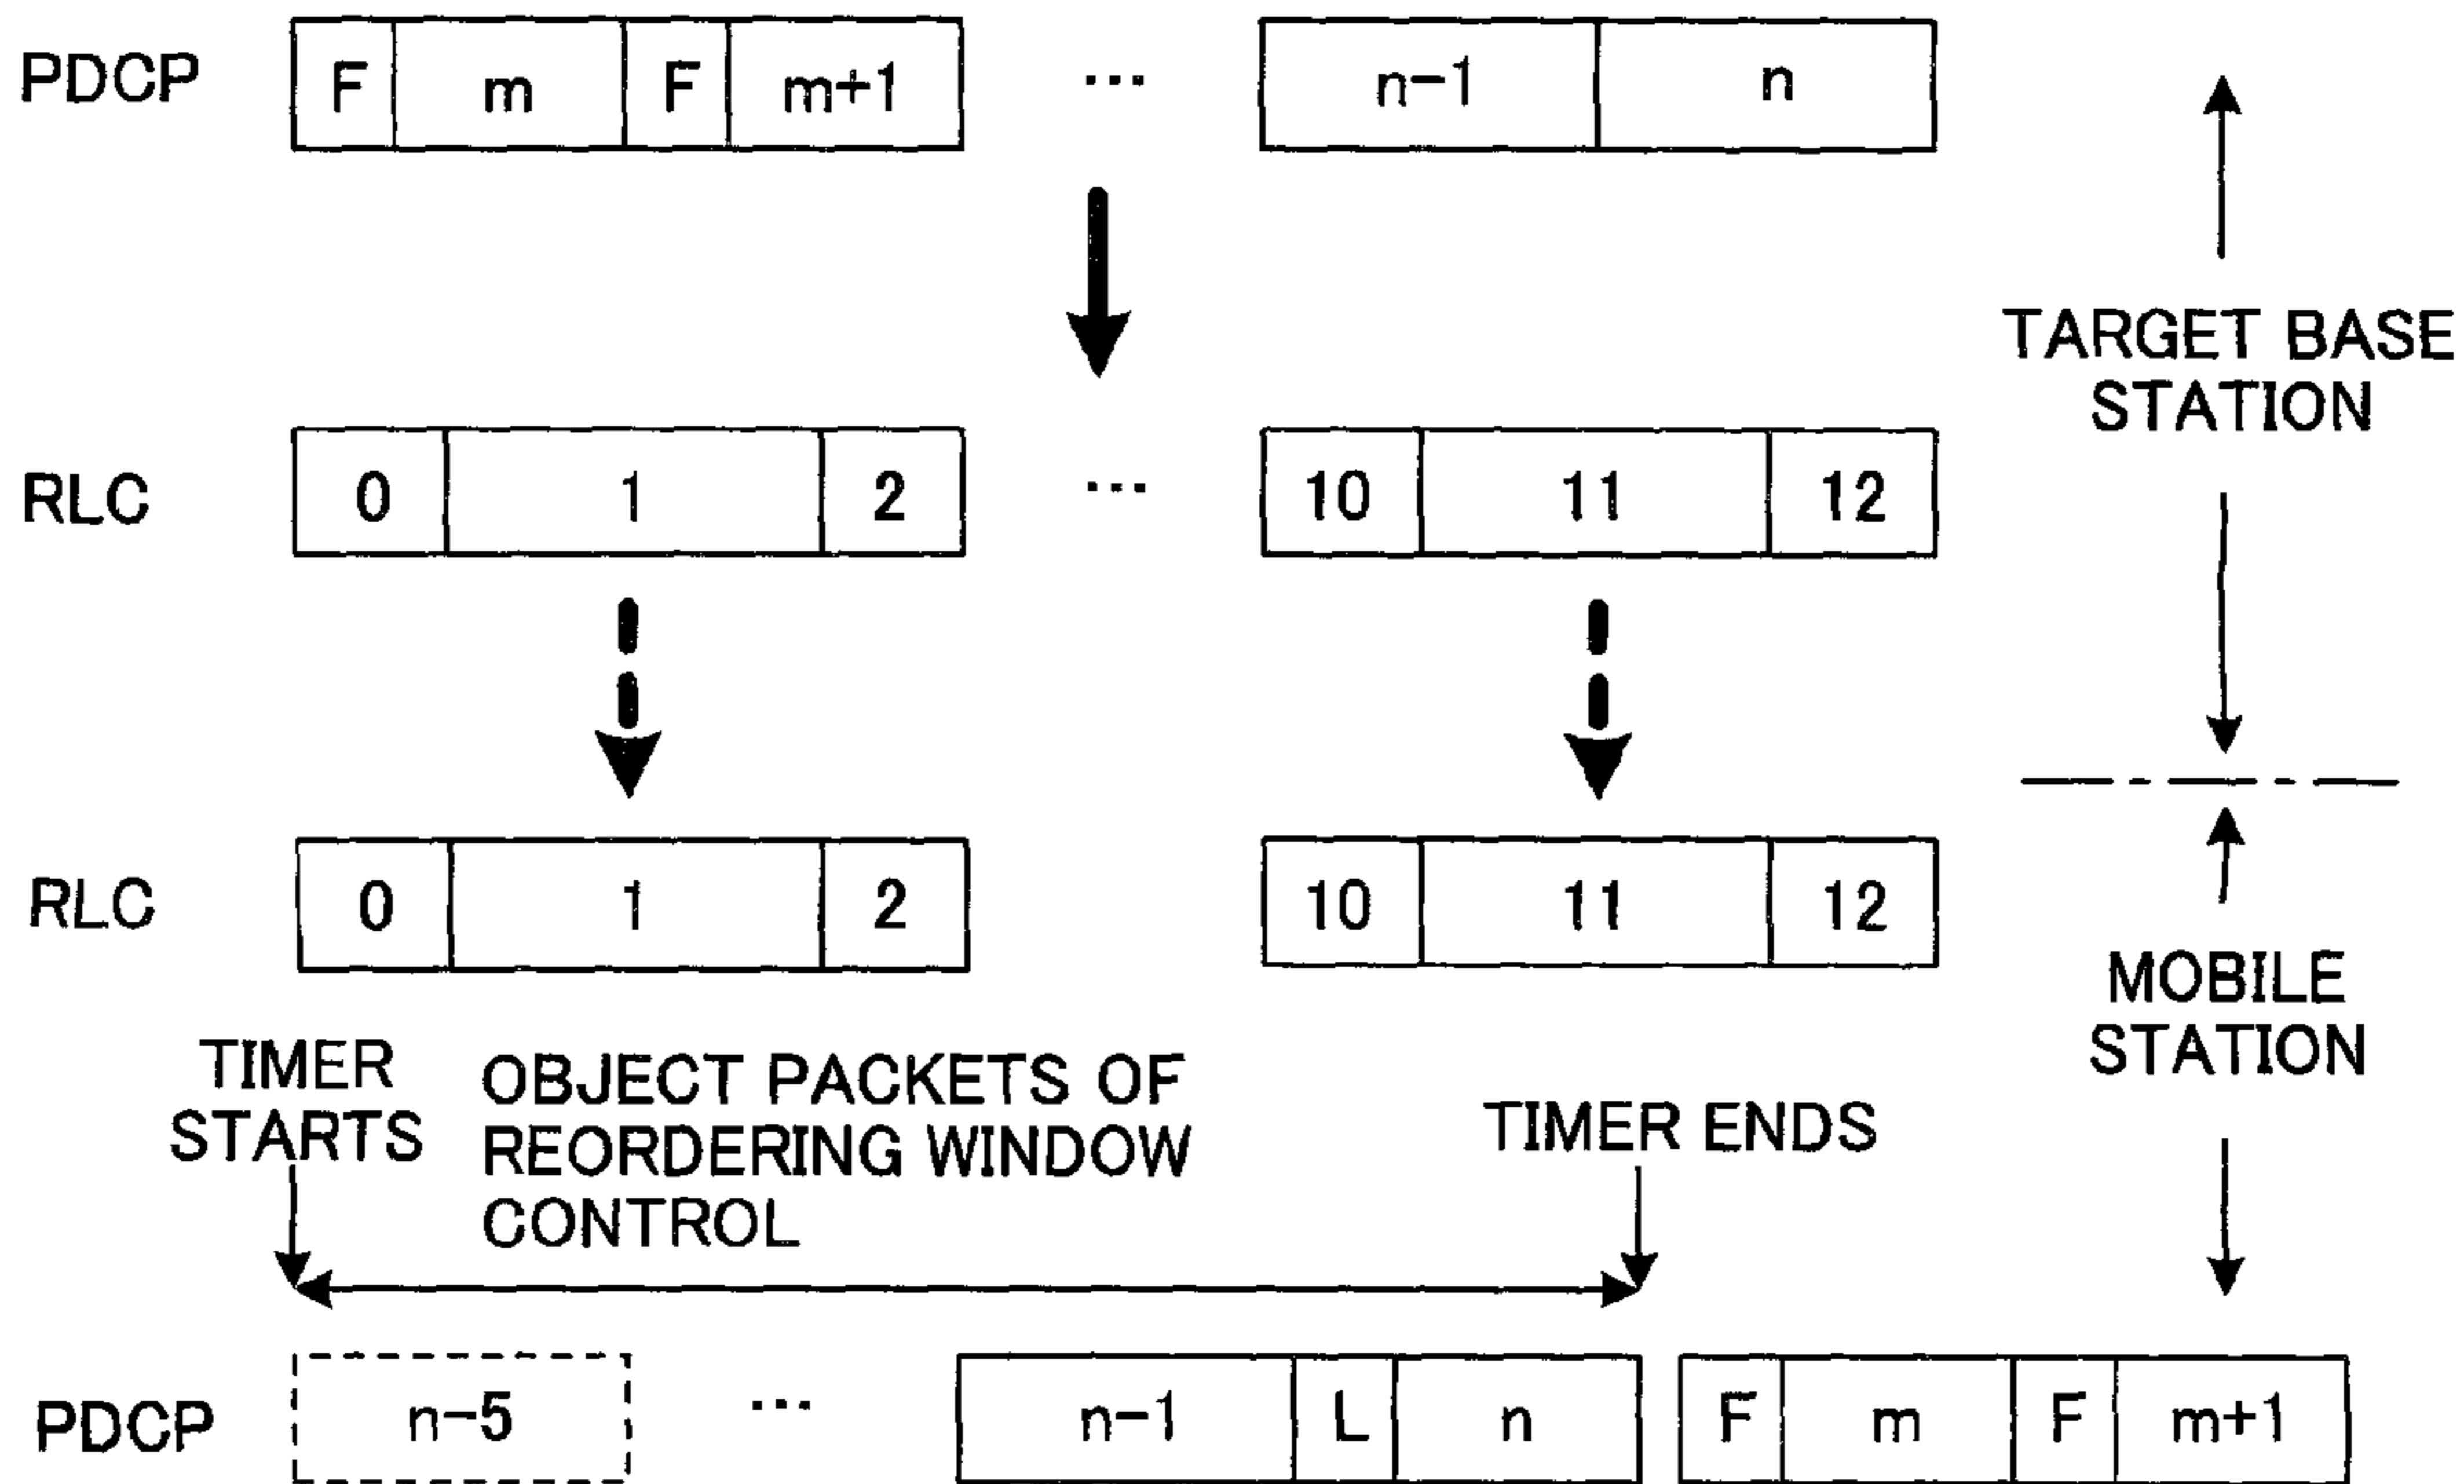 PDCP F m F m+1 ... n-1 n
TARGET BASE
STATION
RLC 0 1 2 ... 10 11 12
RLC 0 1 2 10 11 12
MOBILE
STATION
TIMER
STARTS
OBJECT PACKETS OF
REORDERING WINDOW
CONTROL
TIMER ENDS
PDCP n-5 ... n-1 L n F m F m+1